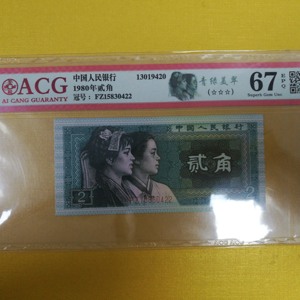 ACG
AI CANG GUARANTY
中国人民银行
1980年贰角
冠号：FZ15830422
13019420
青绿美翠
(☆☆☆)
67 EPQ
Superb Gem Unc
中国人民银行
贰角
2
FZ15830422
2